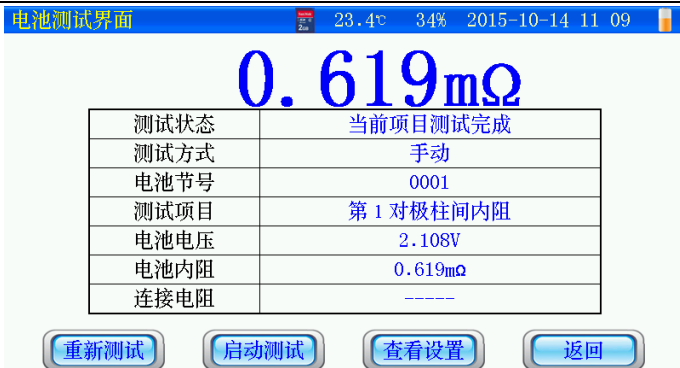 电池测试界面 23.4℃ 34% 2015-10-14 11 09
0.619mΩ
测试状态 当前项目测试完成
测试方式 手动
电池节号 0001
测试项目 第1对极柱间内阻
电池电压 2.108V
电池内阻 0.619mΩ
连接电阻 -----
重新测试 启动测试 查看设置 返回